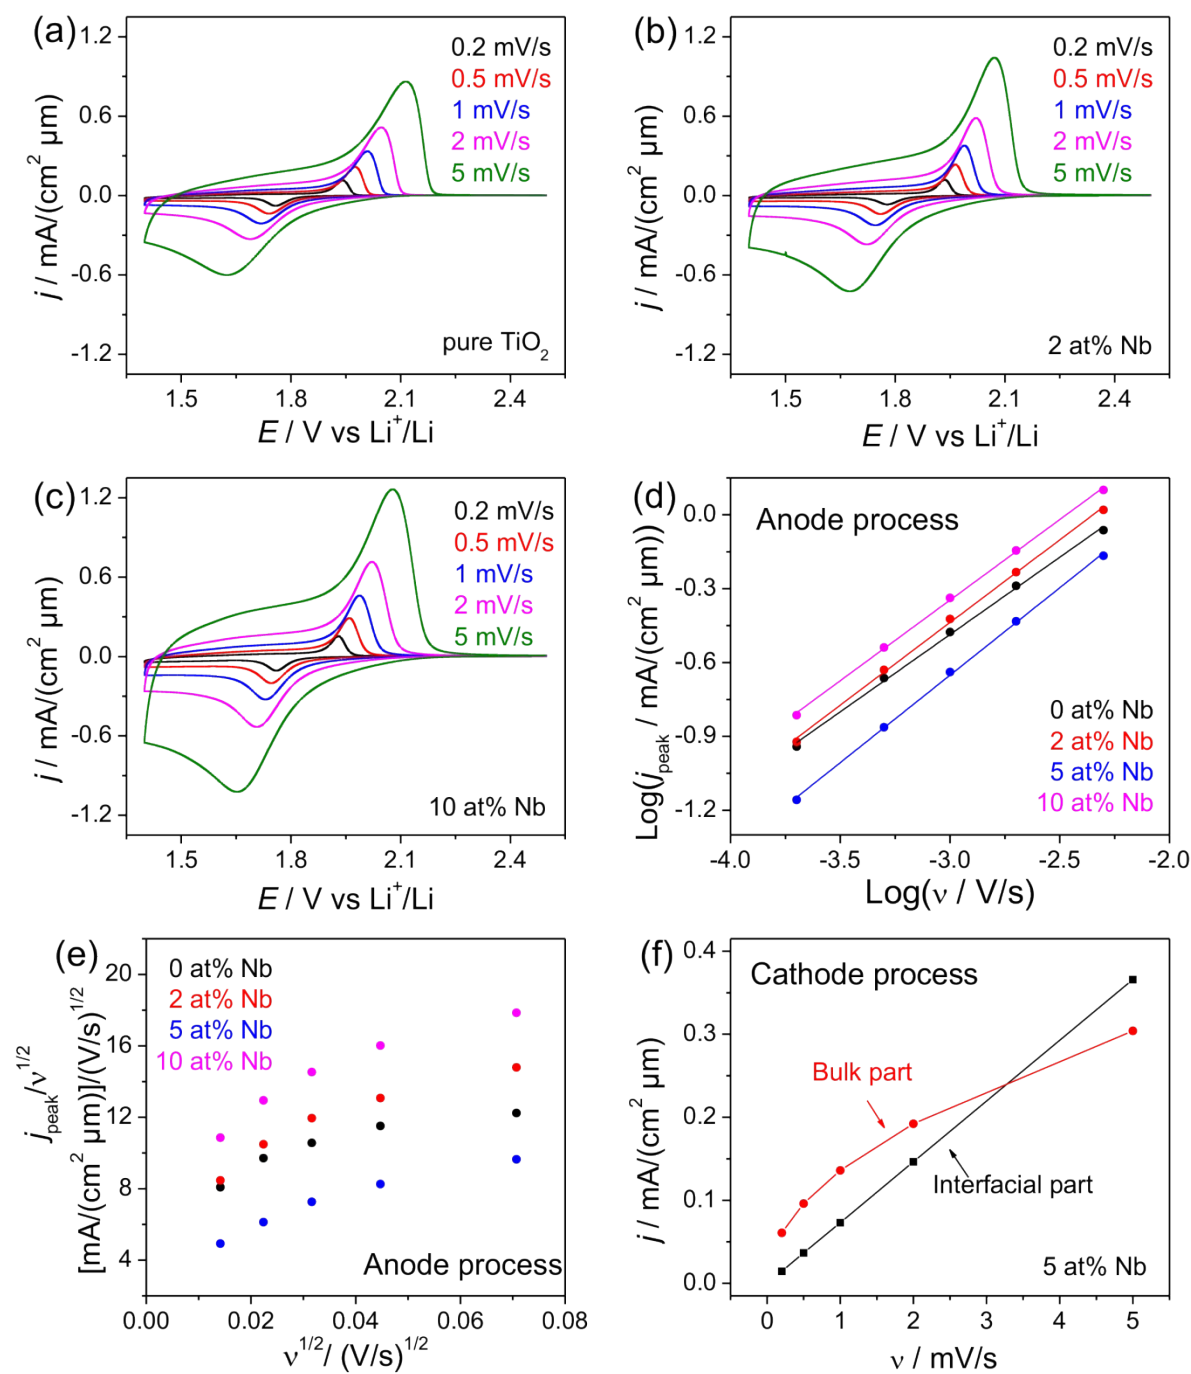 (a)
1.2
0.6
0.0
-0.6
-1.2
j / mA/(cm² μm)
0.2 mV/s
0.5 mV/s
1 mV/s
2 mV/s
5 mV/s
pure TiO₂
1.5
1.8
2.1
2.4
E / V vs Li⁺/Li
(b)
1.2
0.6
0.0
-0.6
-1.2
j / mA/(cm² μm)
0.2 mV/s
0.5 mV/s
1 mV/s
2 mV/s
5 mV/s
2 at% Nb
1.5
1.8
2.1
2.4
E / V vs Li⁺/Li
(c)
1.2
0.6
0.0
-0.6
-1.2
j / mA/(cm² μm)
0.2 mV/s
0.5 mV/s
1 mV/s
2 mV/s
5 mV/s
10 at% Nb
1.5
1.8
2.1
2.4
E / V vs Li⁺/Li
(d)
0.0
-0.3
-0.6
-0.9
-1.2
Log(jpeak / mA/(cm² μm))
Anode process
0 at% Nb
2 at% Nb
5 at% Nb
10 at% Nb
-4.0
-3.5
-3.0
-2.5
-2.0
Log(ν / V/s)
(e)
20
16
12
8
4
jpeak/ν^1/2
[mA/(cm² μm)]/(V/s)^1/2
0 at% Nb
2 at% Nb
5 at% Nb
10 at% Nb
Anode process
0.00
0.02
0.04
0.06
0.08
ν^1/2/ (V/s)^1/2
(f)
0.4
0.3
0.2
0.1
0.0
j / mA/(cm² μm)
Cathode process
Bulk part
Interfacial part
5 at% Nb
0
1
2
3
4
5
ν / mV/s